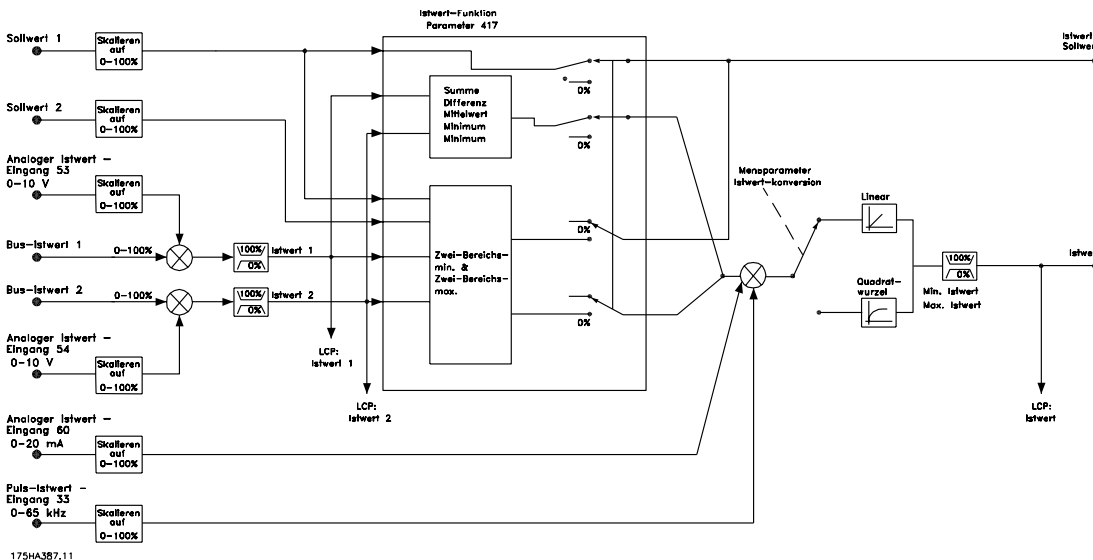 Istwert-Funktion
Parameter 417
Sollwert 1
Skalieren
auf
0-100%
Istwert
Sollwer
Sollwert 2
Skalieren
auf
0-100%
Summe
Differenz
Mittelwert
Minimum
Minimum
0%
0%
Analoger Istwert -
Eingang 53
0-10 V
Skalieren
auf
0-100%
Menoparameter
Istwert-konversion
Linear
Bus-Istwert 1
0-100%
\100%/
/0%\
Istwert 1
Zwei-Bereichs-
min. &
Zwei-Bereichs-
max.
0%
0%
Bus-Istwert 2
0-100%
\100%/
/0%\
Istwert 2
Quadrat-
wurzel
\100%/
/0%\
Min. Istwert
Max. Istwert
Istwe
Analoger Istwert -
Eingang 54
0-10 V
Skalieren
auf
0-100%
LCP:
Istwert 1
LCP:
Istwert 2
LCP:
Istwert
Analoger Istwert -
Eingang 60
0-20 mA
Skalieren
auf
0-100%
Puls-Istwert -
Eingang 33
0-65 kHz
Skalieren
auf
0-100%
175HA387.11